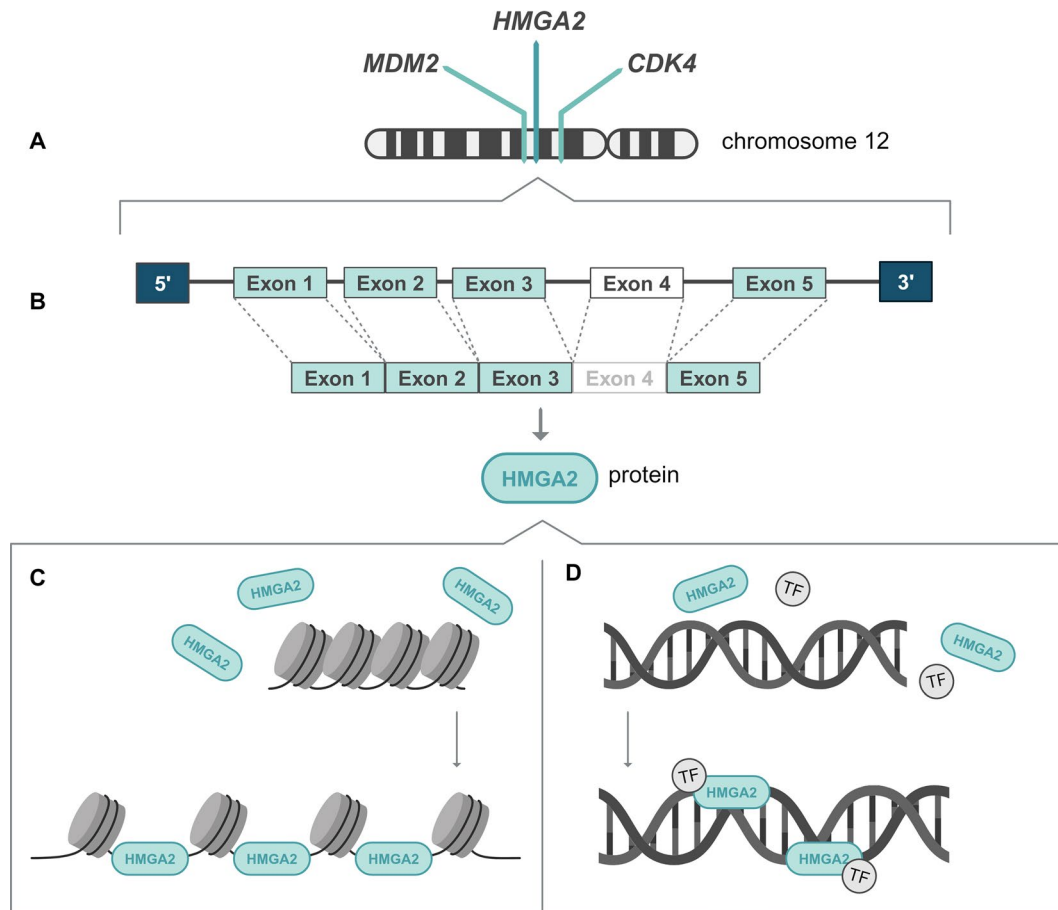 HMGA2
MDM2
CDK4
A
chromosome 12
5'
Exon 1
Exon 2
Exon 3
Exon 4
Exon 5
3'
B
Exon 1
Exon 2
Exon 3
Exon 4
Exon 5
HMGA2
protein
C
HMGA2
HMGA2
HMGA2
HMGA2
HMGA2
HMGA2
D
HMGA2
TF
HMGA2
TF
TF
HMGA2
HMGA2
TF